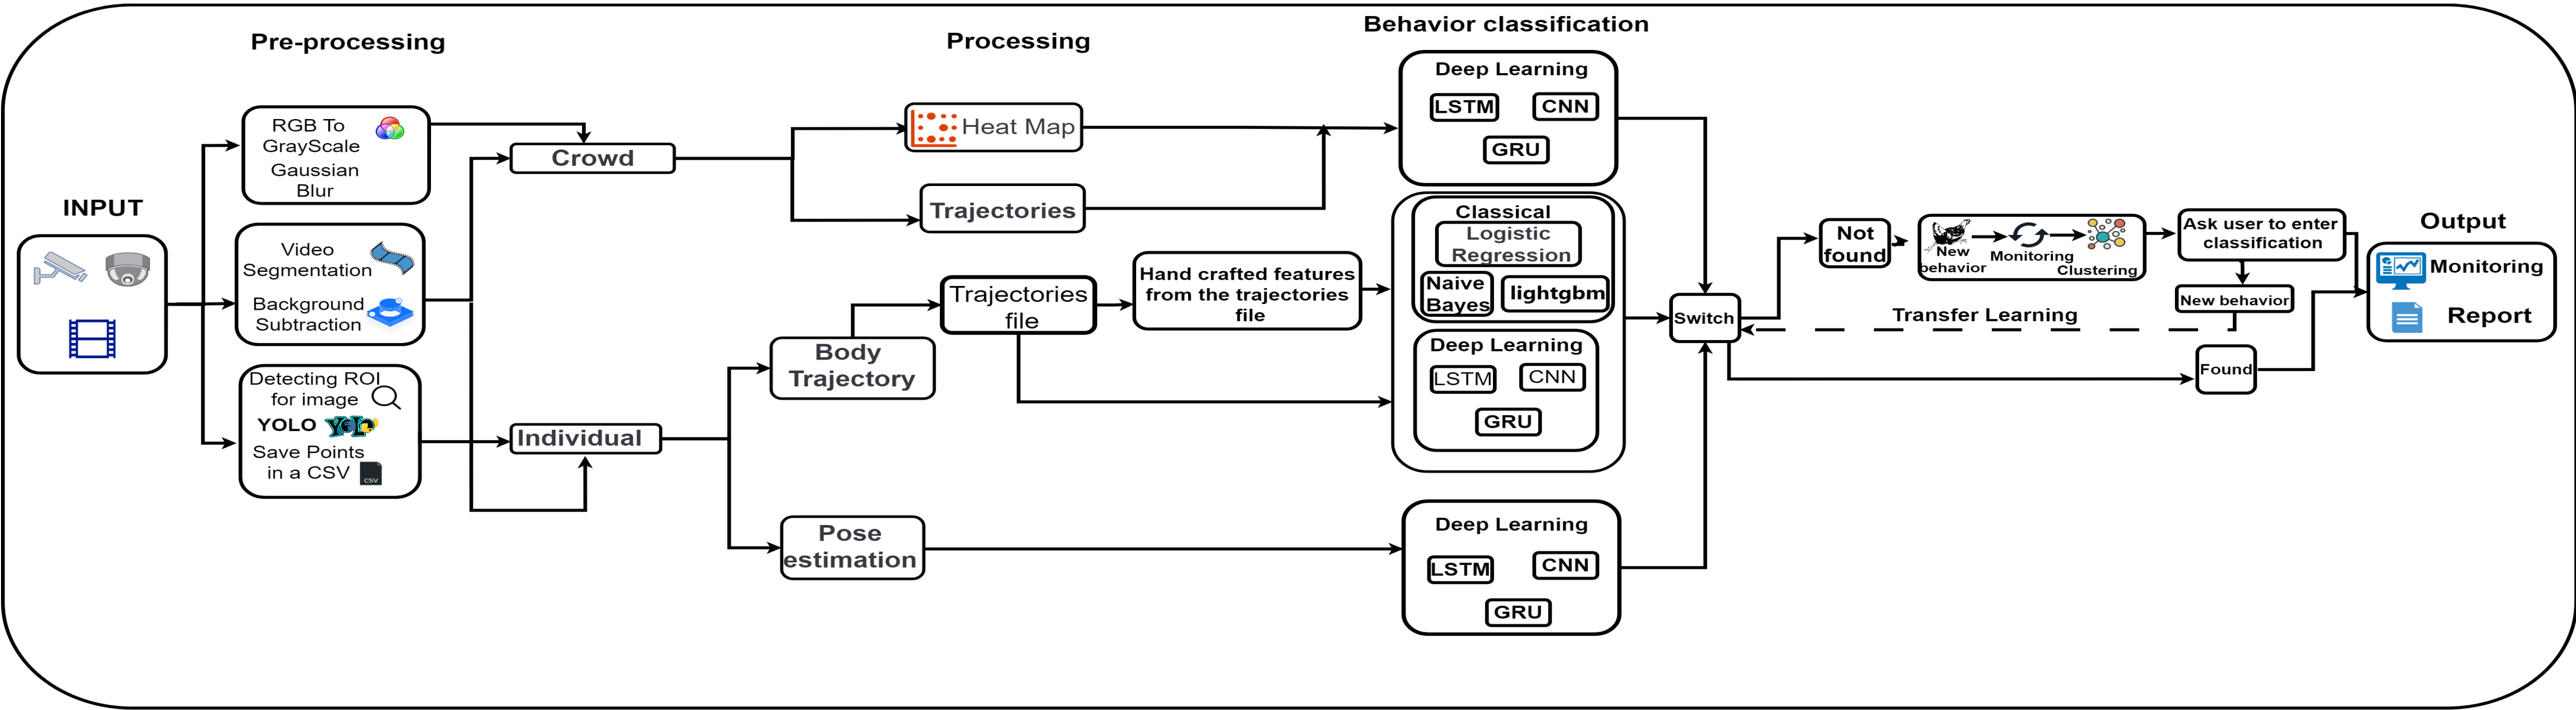 Pre-processing
Processing
Behavior classification
INPUT
RGB To
GrayScale
Gaussian
Blur
Video
Segmentation
Background
Subtraction
Detecting ROI
for image
YOLO
YOLO
Save Points
in a CSV
CSV
Crowd
Individual
Heat Map
Trajectories
Body
Trajectory
Trajectories
file
Hand crafted features
from the trajectories
file
Pose
estimation
Deep Learning
LSTM
CNN
GRU
Classical
Logistic
Regression
Naive
Bayes
lightgbm
Deep Learning
LSTM
CNN
GRU
Deep Learning
LSTM
CNN
GRU
Switch
Not
found
New
behavior
Monitoring
Clustering
Ask user to enter
classification
New behavior
Transfer Learning
Found
Output
Monitoring
Report